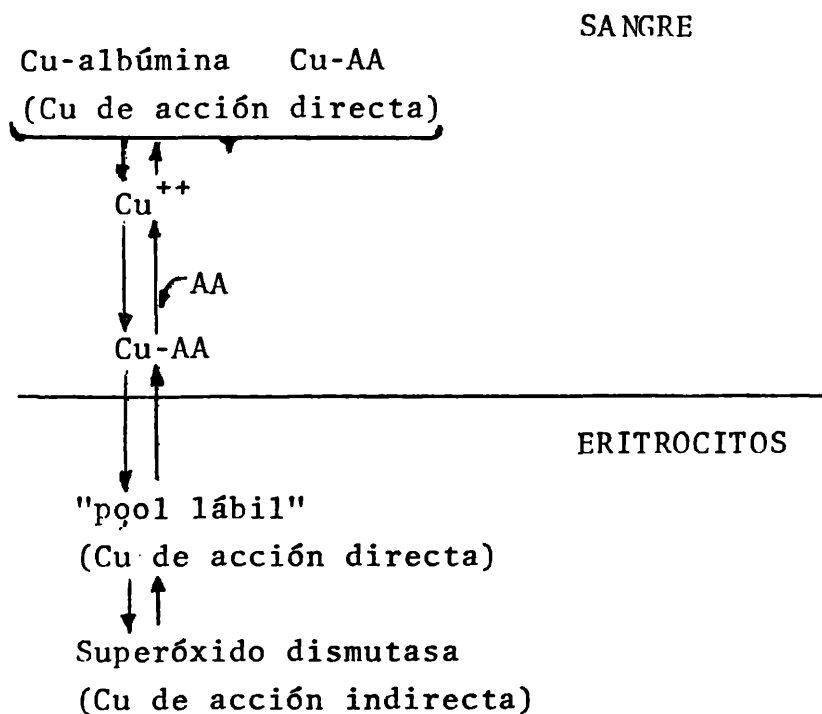 SANGRE
Cu-albúmina Cu-AA
(Cu de acción directa)
Cu++
AA
Cu-AA
ERITROCITOS
"pool lábil"
(Cu de acción directa)
Superóxido dismutasa
(Cu de acción indirecta)